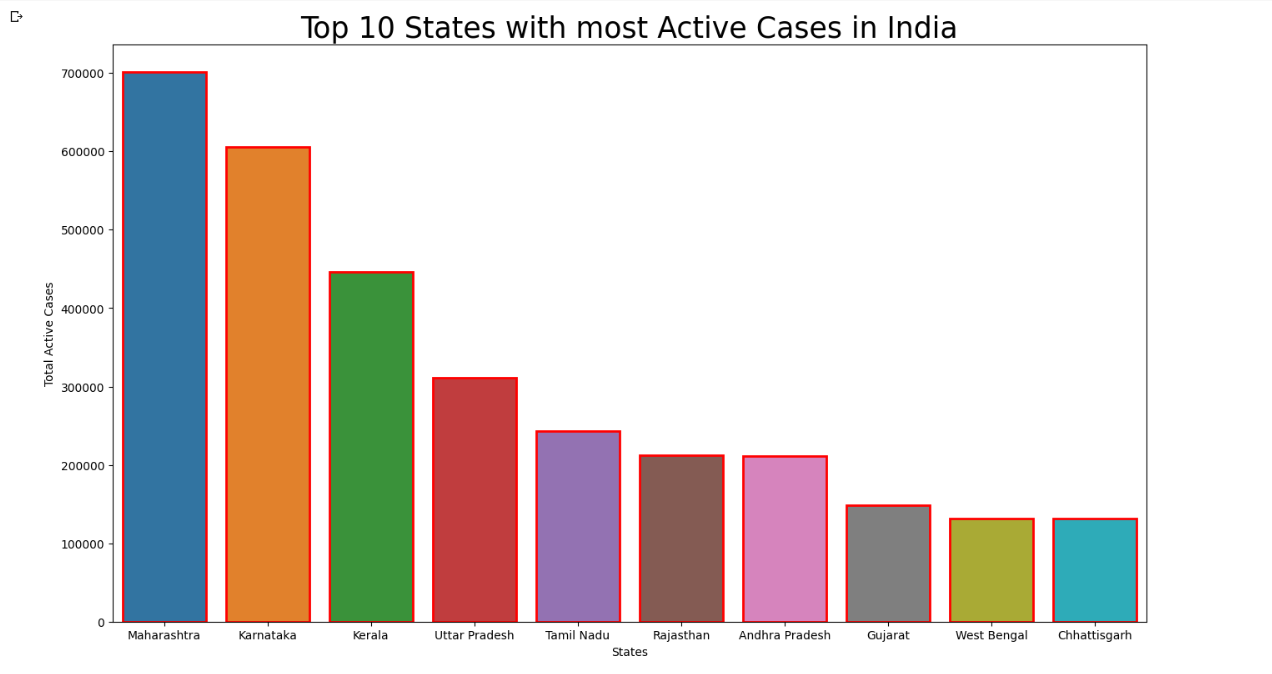 Top 10 States with most Active Cases in India
700000
600000
500000
400000
300000
200000
100000
0
Total Active Cases
Maharashtra Karnataka Kerala Uttar Pradesh Tamil Nadu Rajasthan Andhra Pradesh Gujarat West Bengal Chhattisgarh
States